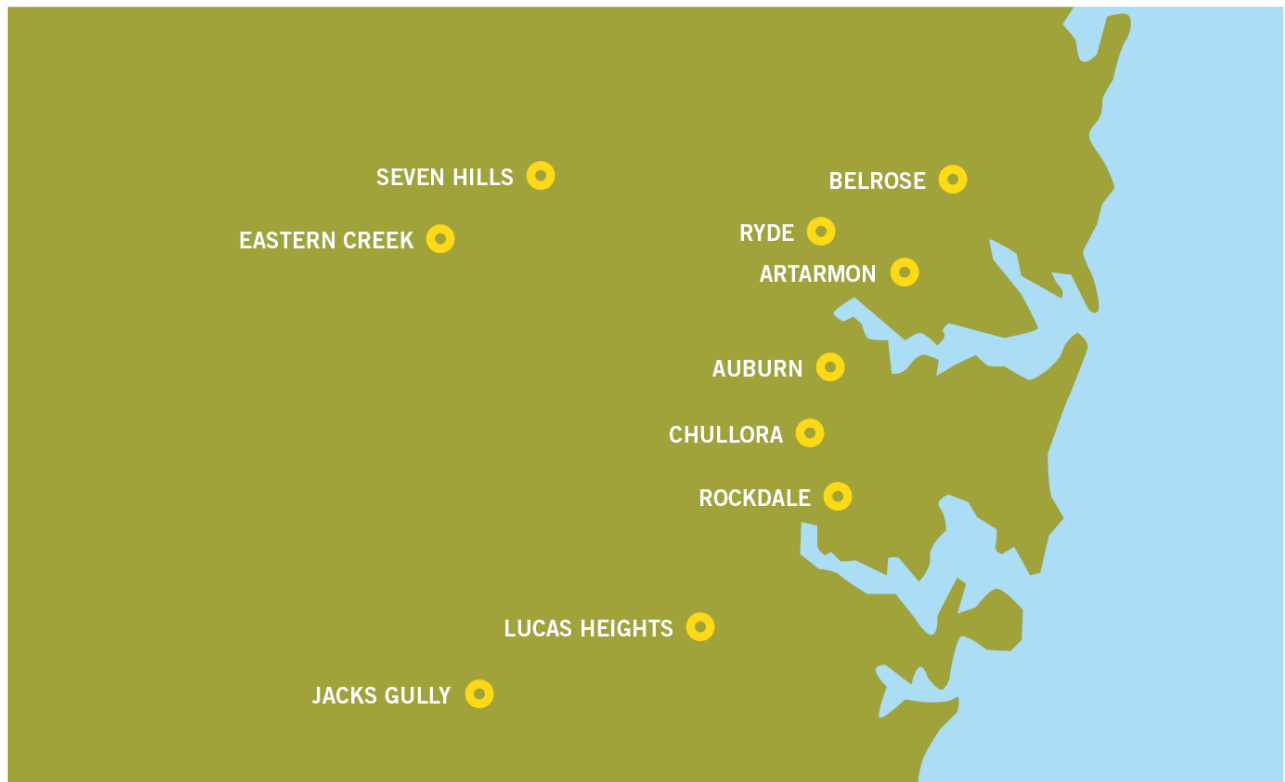 SEVEN HILLS
BELROSE
EASTERN CREEK
RYDE
ARTARMON
AUBURN
CHULLORA
ROCKDALE
LUCAS HEIGHTS
JACKS GULLY